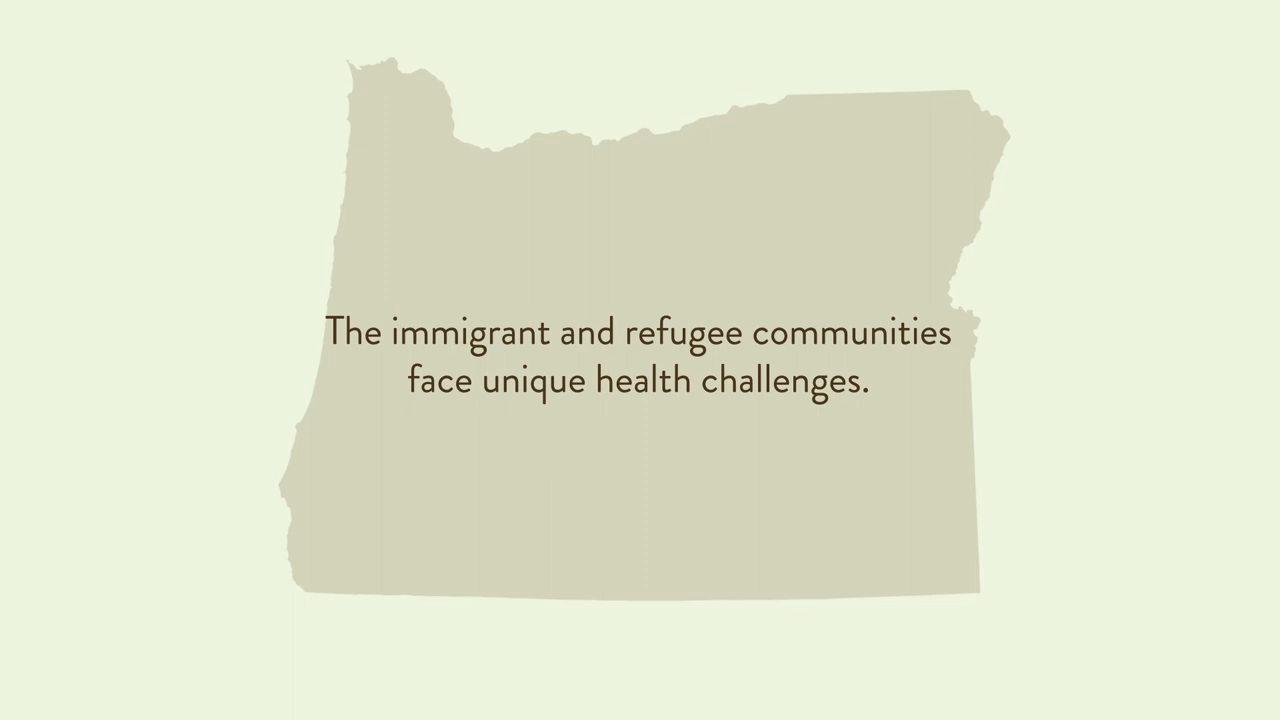 The immigrant and refugee communities
face unique health challenges.